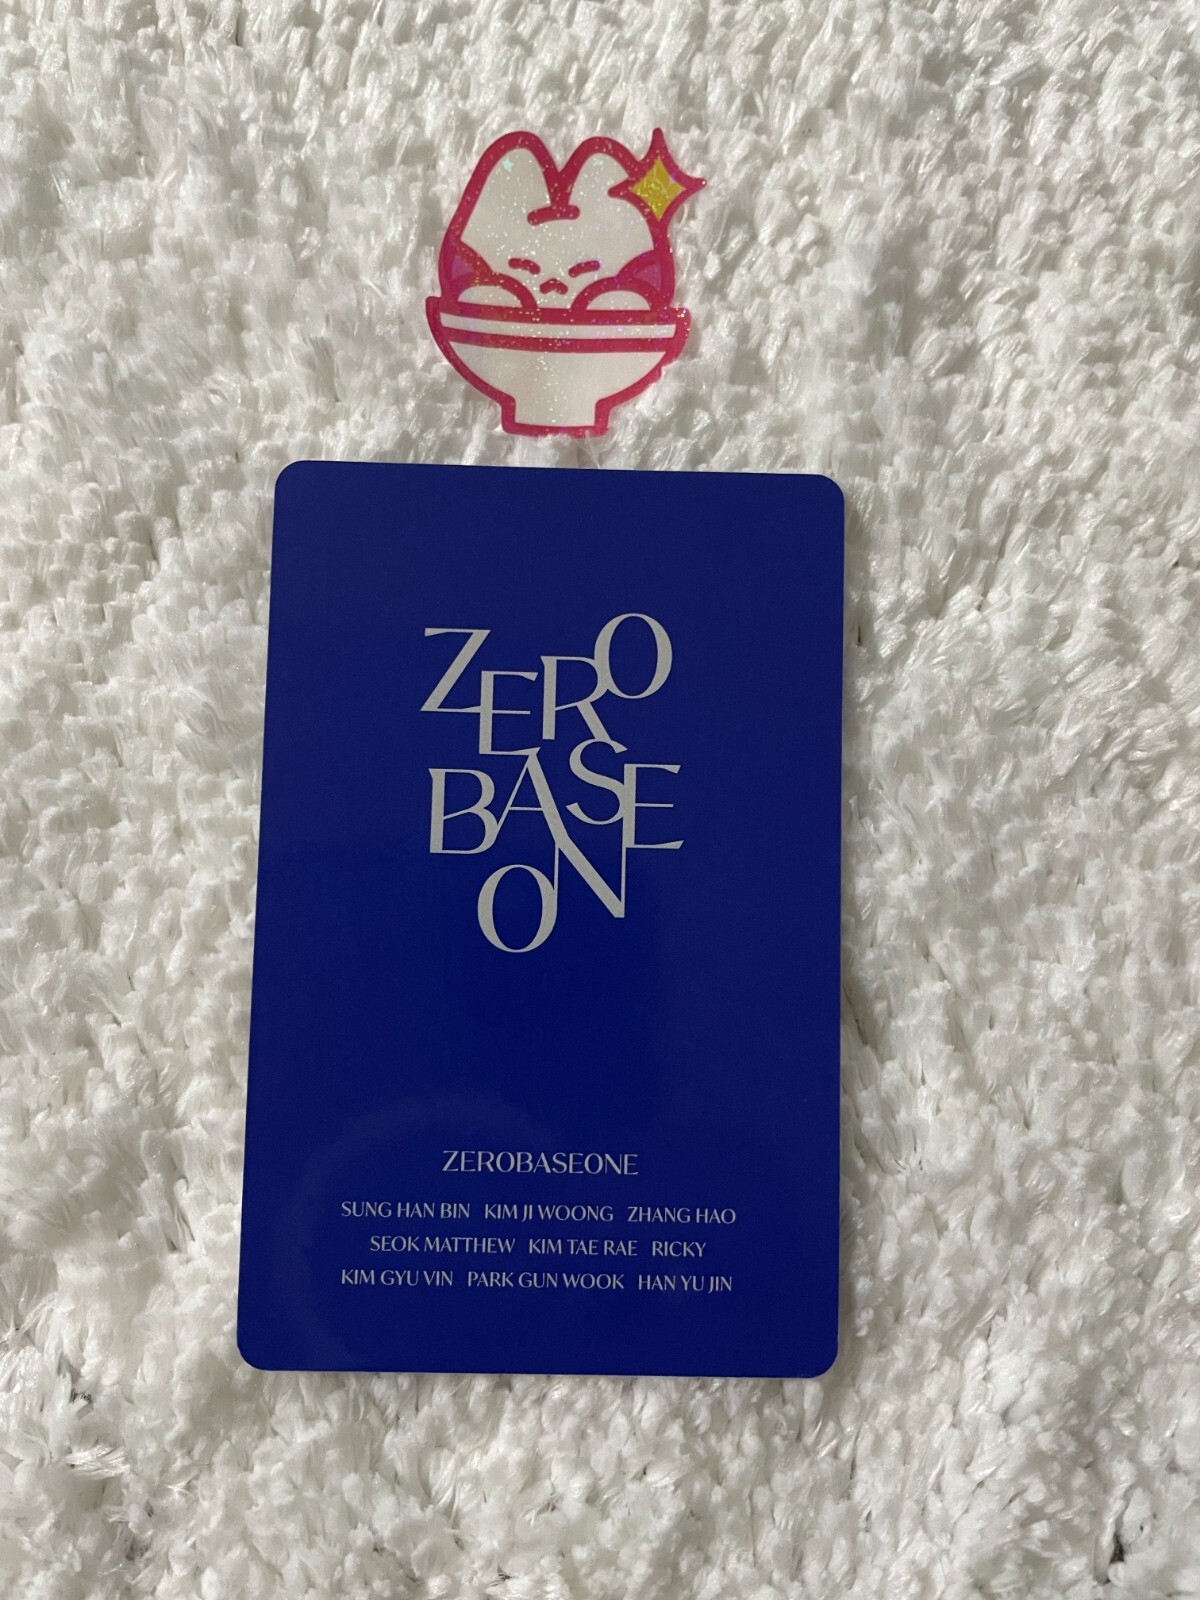 ZERO
BASE
ON
ZEROBASEONE
SUNG HAN BIN KIM JI WOONG ZHANG HAO
SEOK MATTHEW KIM TAE RAE RICKY
KIM GYU VIN PARK GUN WOOK HAN YU JIN